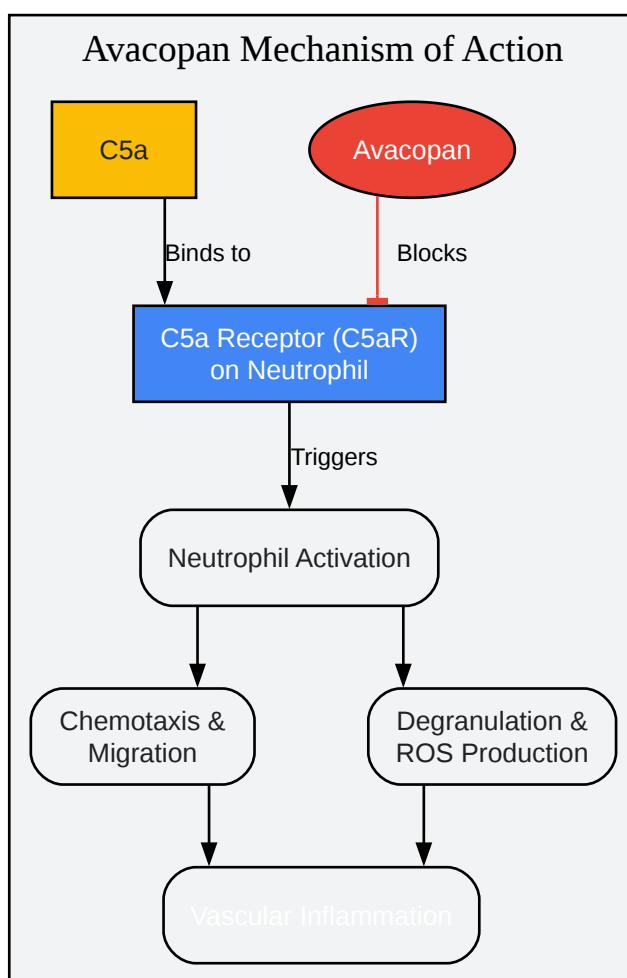 Avacopan Mechanism of Action
C5a
Avacopan
Binds to
Blocks
C5a Receptor (C5aR)
on Neutrophil
Triggers
Neutrophil Activation
Chemotaxis &
Migration
Degranulation &
ROS Production
Vascular Inflammation